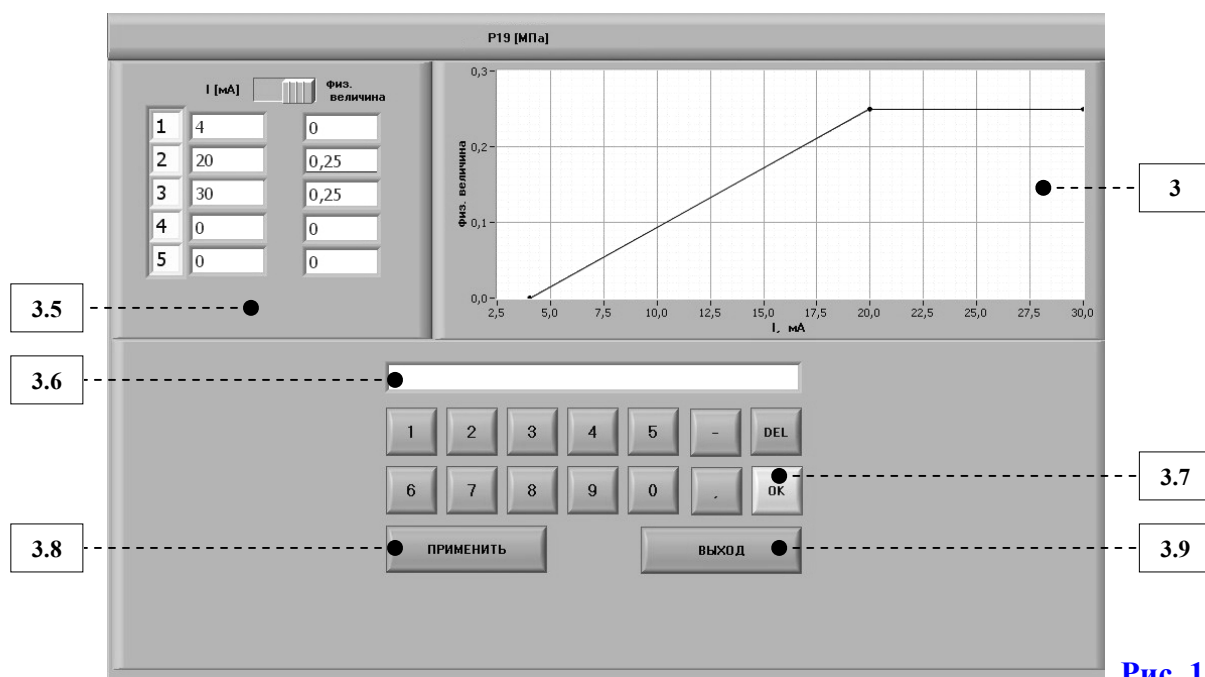 P19 [МПа]
I [мА] Физ. величина
1 4 0
2 20 0,25
3 30 0,25
4 0 0
5 0 0
0,3
0,2
0,1
0,0
физ. величина
2,5 5,0 7,5 10,0 12,5 15,0 17,5 20,0 22,5 25,0 27,5 30,0
I, мА
3
3.5
3.6
1 2 3 4 5 - DEL
6 7 8 9 0 , OK
3.7
3.8
ПРИМЕНИТЬ ВЫХОД
3.9
Рис. 1